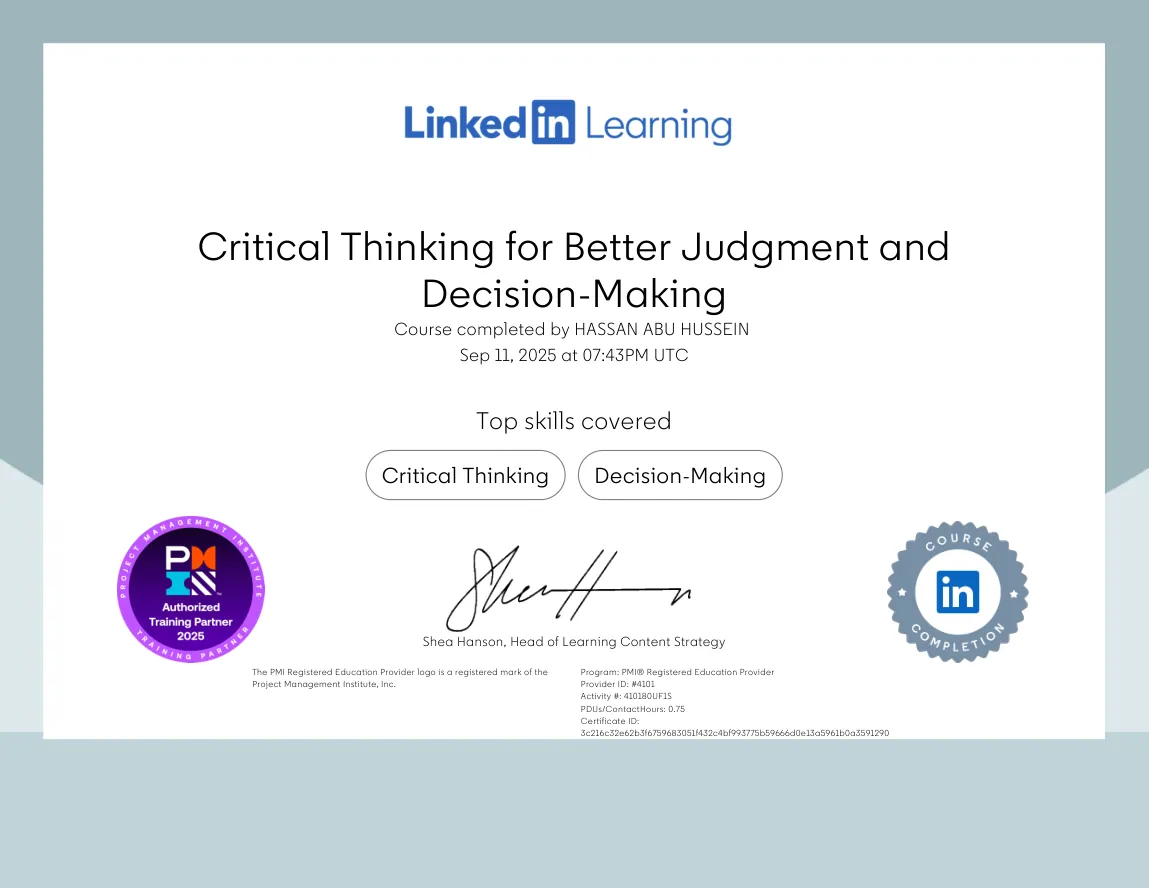 Linked in Learning
Critical Thinking for Better Judgment and
Decision-Making
Course completed by HASSAN ABU HUSSEIN
Sep 11, 2025 at 07:43PM UTC
Top skills covered
Critical Thinking
Decision-Making
PROJECT MANAGEMENT INSTITUTE
PM
Authorized
Training Partner
2025
TRAINING PARTNER
Shea Hanson, Head of Learning Content Strategy
COURSE
in
COMPLETION
The PMI Registered Education Provider logo is a registered mark of the
Project Management Institute, Inc.
Program: PMI® Registered Education Provider
Provider ID: #4101
Activity #: 410180UF1S
PDUs/ContactHours: 0.75
Certificate ID:
3c216c32e62b3f6759683051f432c4bf993775b59666d0e13a5961b0a3591290